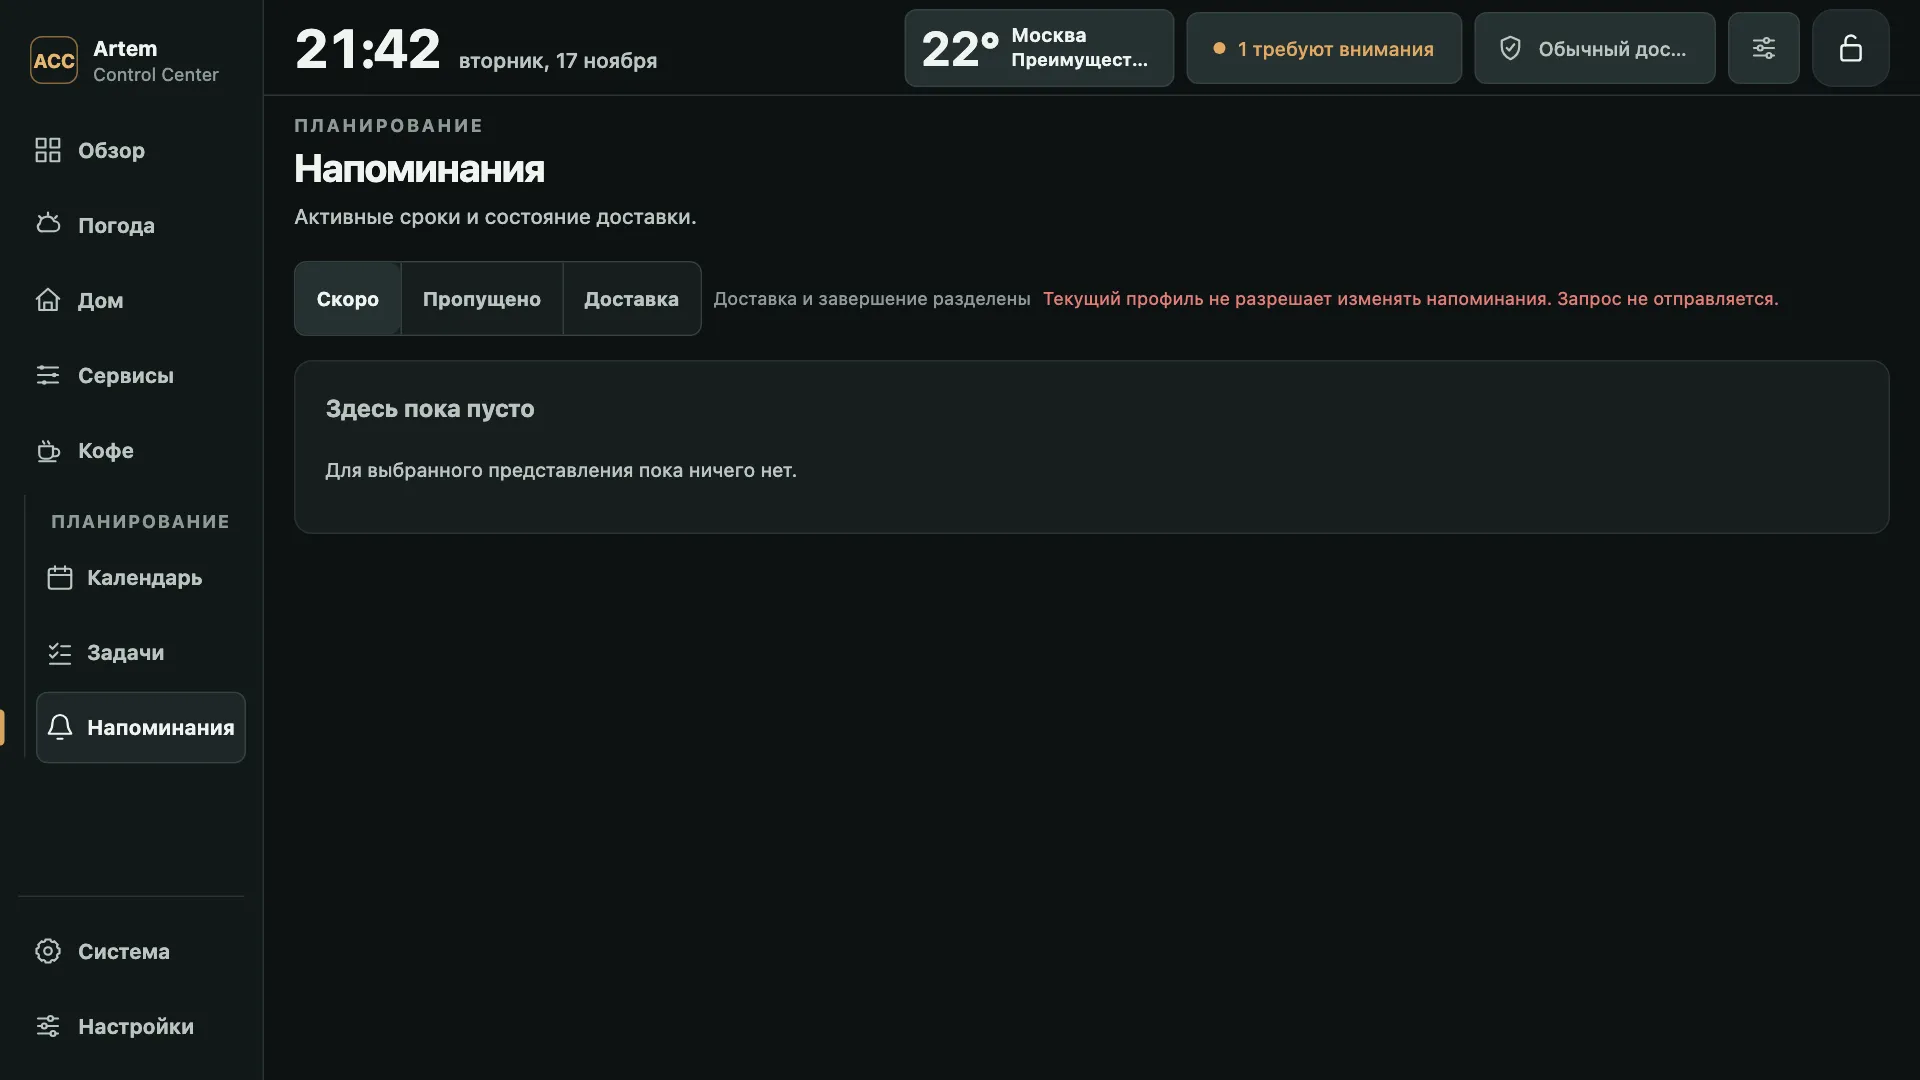 ACC
Artem
Control Center
Обзор
Погода
Дом
Сервисы
Кофе
ПЛАНИРОВАНИЕ
Календарь
Задачи
Напоминания
Система
Настройки
21:42 вторник, 17 ноября
22° Москва
Преимущест...
1 требуют внимания
Обычный дос...
ПЛАНИРОВАНИЕ
Напоминания
Активные сроки и состояние доставки.
Скоро Пропущено Доставка Доставка и завершение разделены Текущий профиль не разрешает изменять напоминания. Запрос не отправляется.
Здесь пока пусто
Для выбранного представления пока ничего нет.